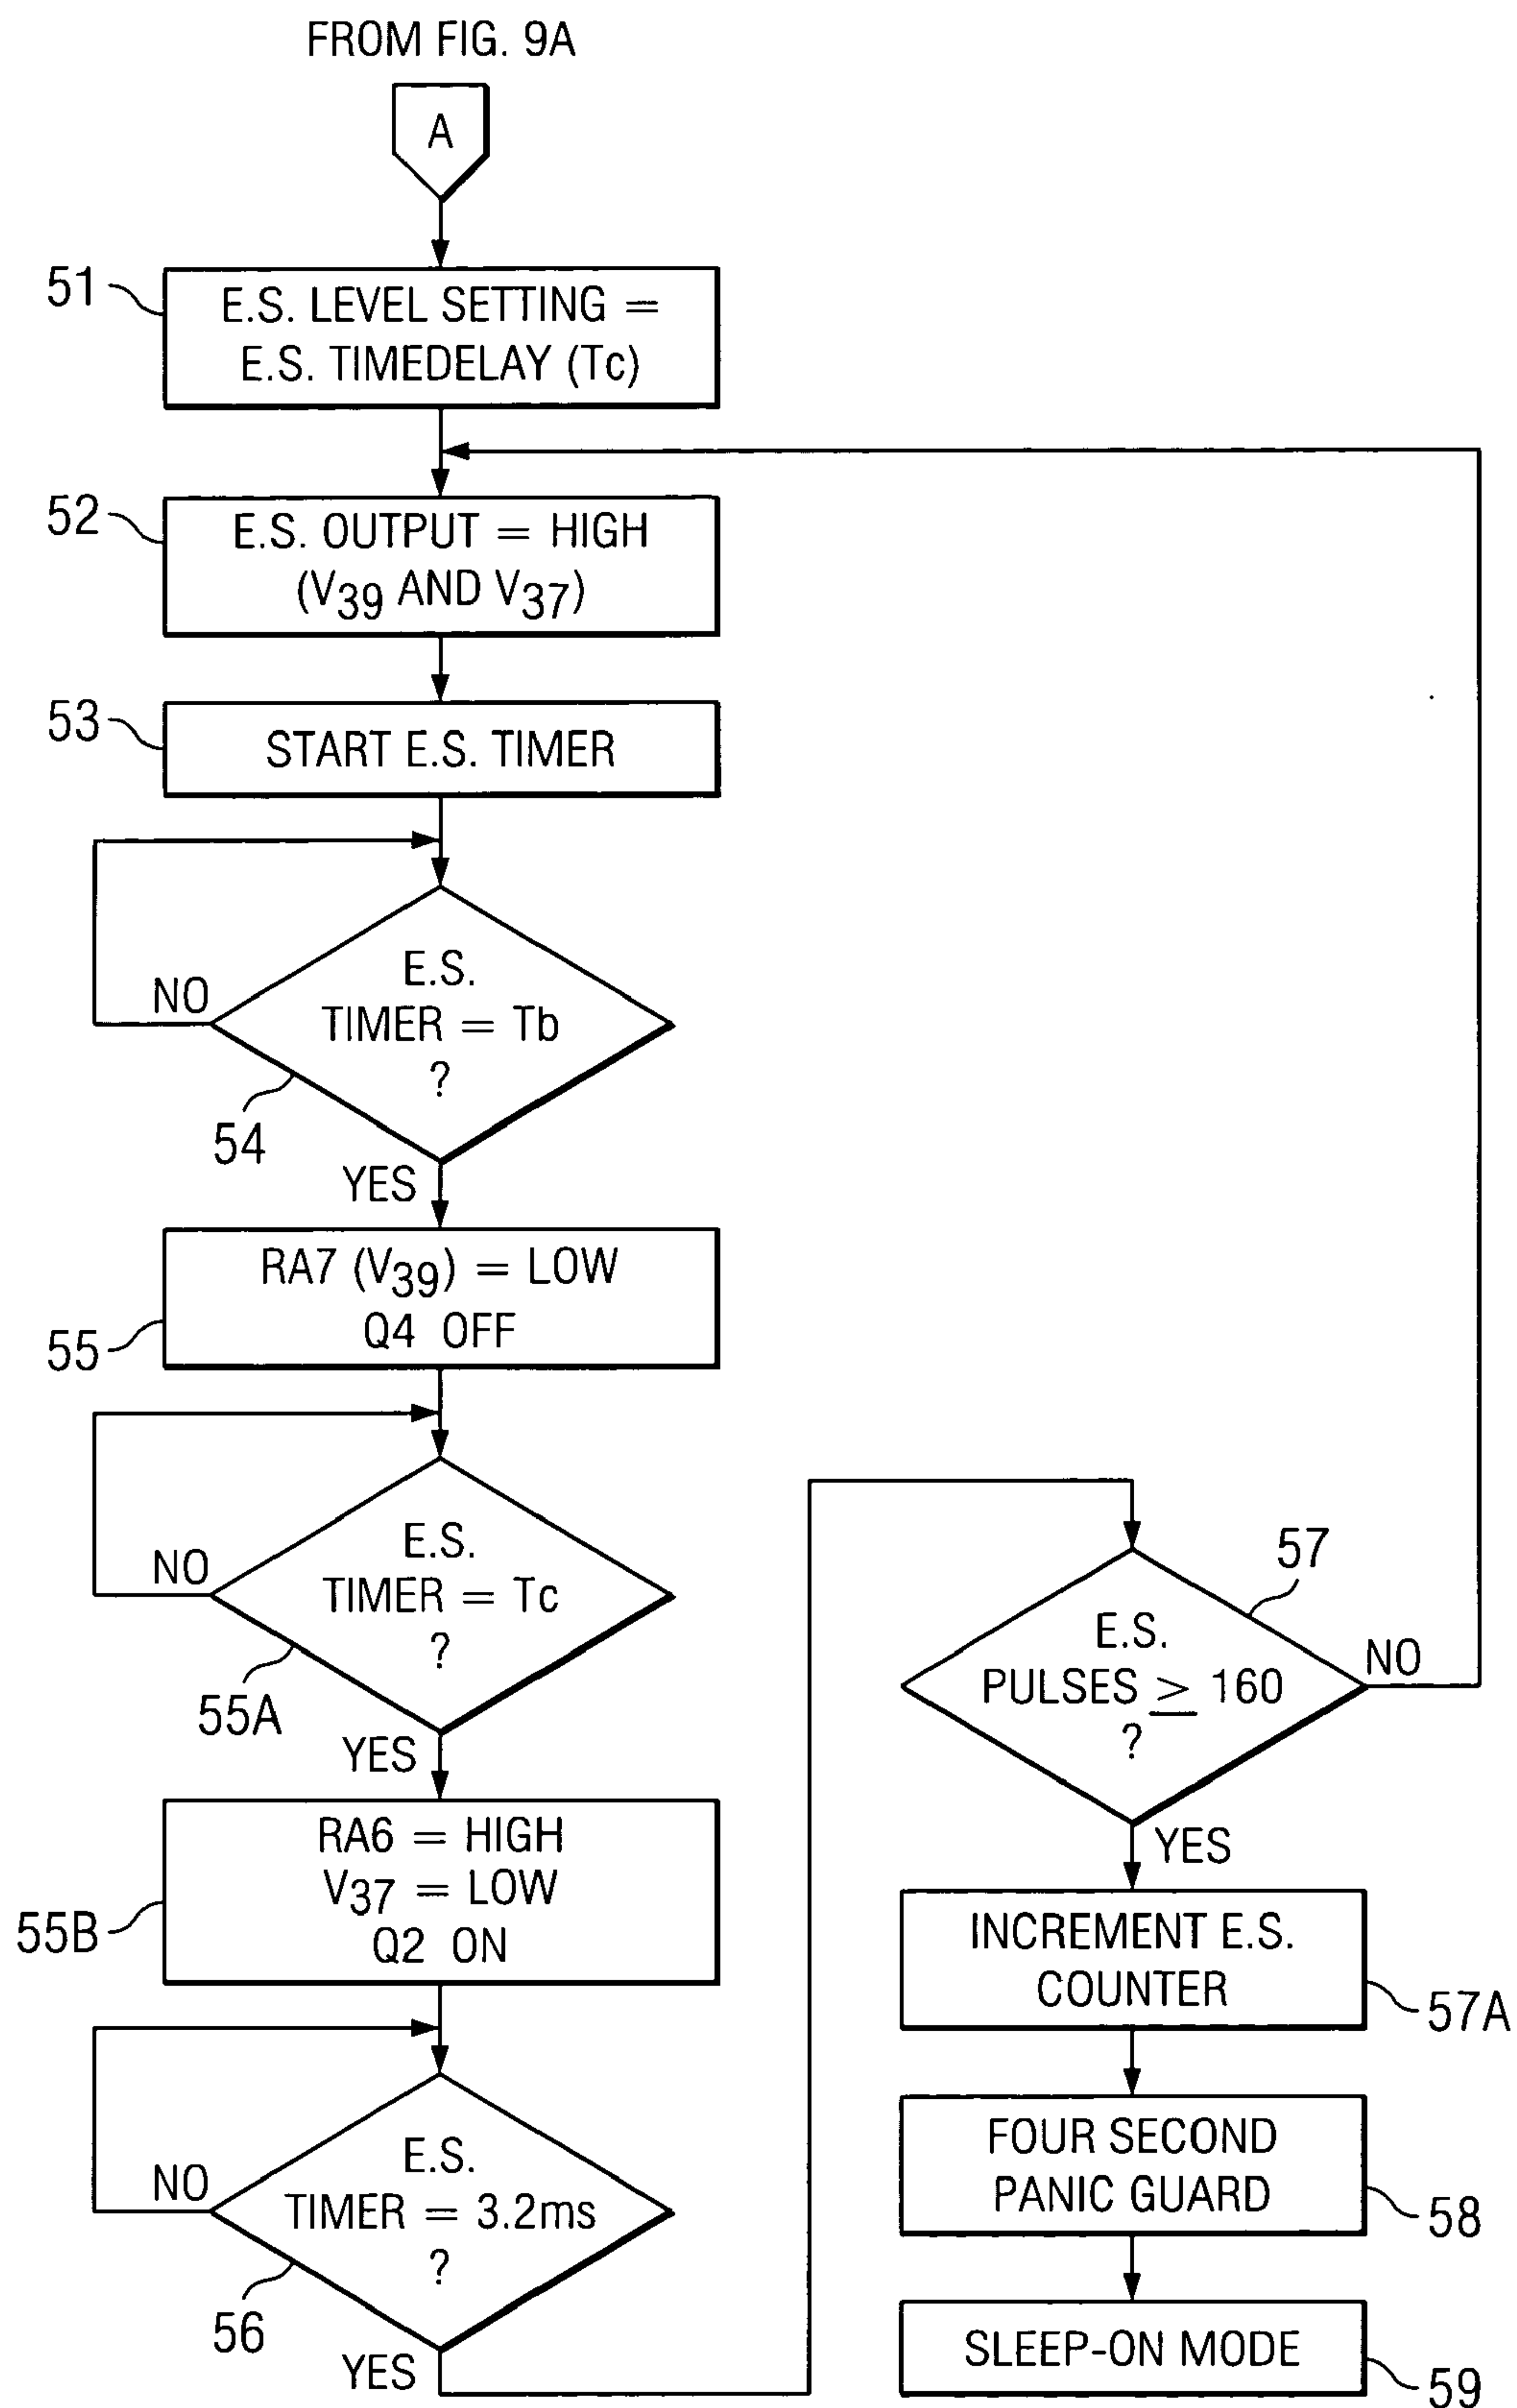 FROM FIG. 9A
A
51
E.S. LEVEL SETTING =
E.S. TIMEDELAY (Tc)
52
E.S. OUTPUT = HIGH
(V39 AND V37)
53
START E.S. TIMER
E.S.
TIMER = Tb
?
NO
54
YES
RA7 (V39) = LOW
Q4 OFF
55
E.S.
TIMER = Tc
?
NO
55A
YES
RA6 = HIGH
V37 = LOW
Q2 ON
55B
E.S.
TIMER = 3.2ms
?
NO
56
YES
57
E.S.
PULSES ≥ 160
?
NO
YES
INCREMENT E.S.
COUNTER
57A
FOUR SECOND
PANIC GUARD
58
SLEEP-ON MODE
59